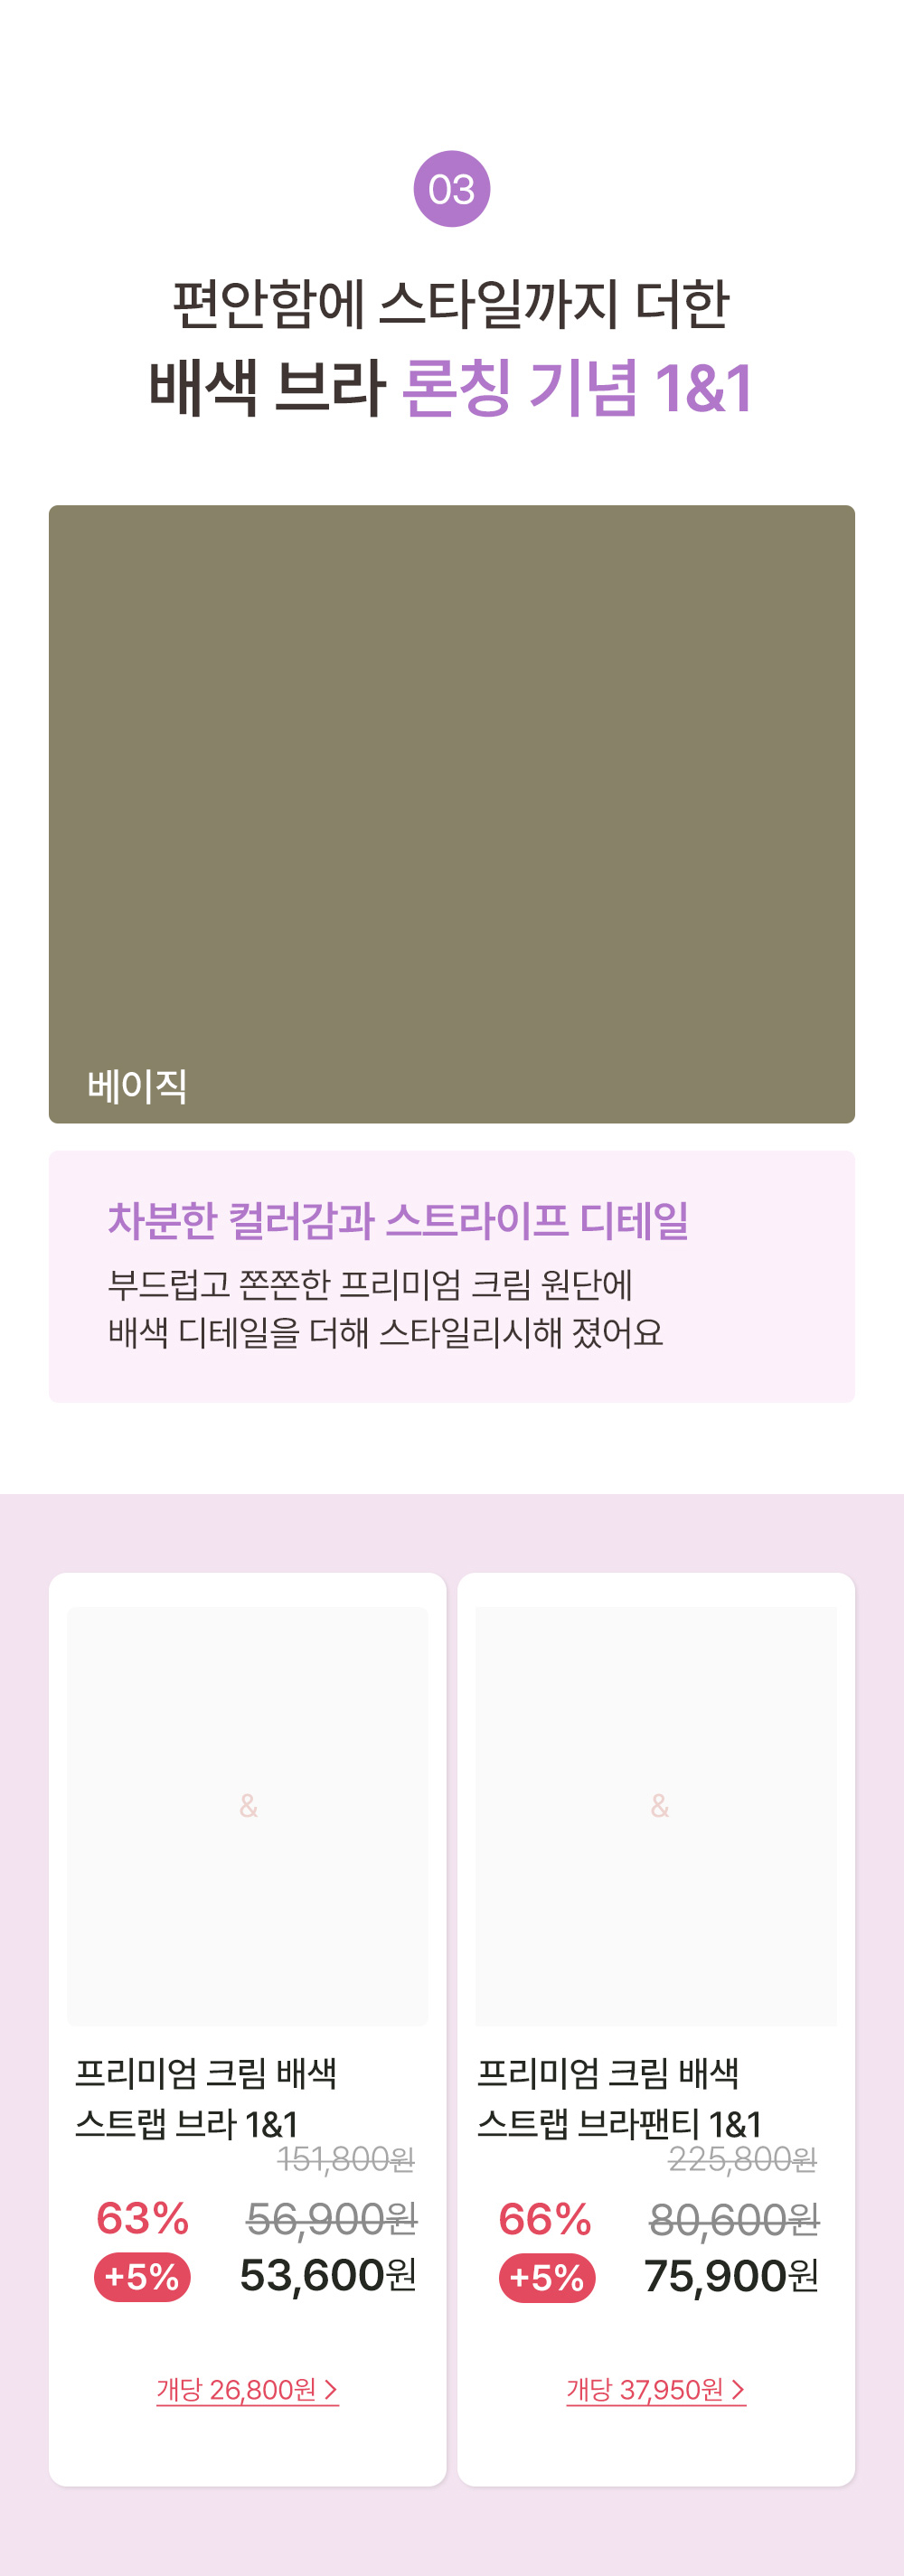 03
편안함에 스타일까지 더한
배색 브라 론칭 기념 1&1
베이직
차분한 컬러감과 스트라이프 디테일
부드럽고 쫀쫀한 프리미엄 크림 원단에
배색 디테일을 더해 스타일리시해 졌어요
&
프리미엄 크림 배색
스트랩 브라 1&1
151,800원
63% 56,900원
+5% 53,600원
개당 26,800원 >
&
프리미엄 크림 배색
스트랩 브라팬티 1&1
225,800원
66% 80,600원
+5% 75,900원
개당 37,950원 >